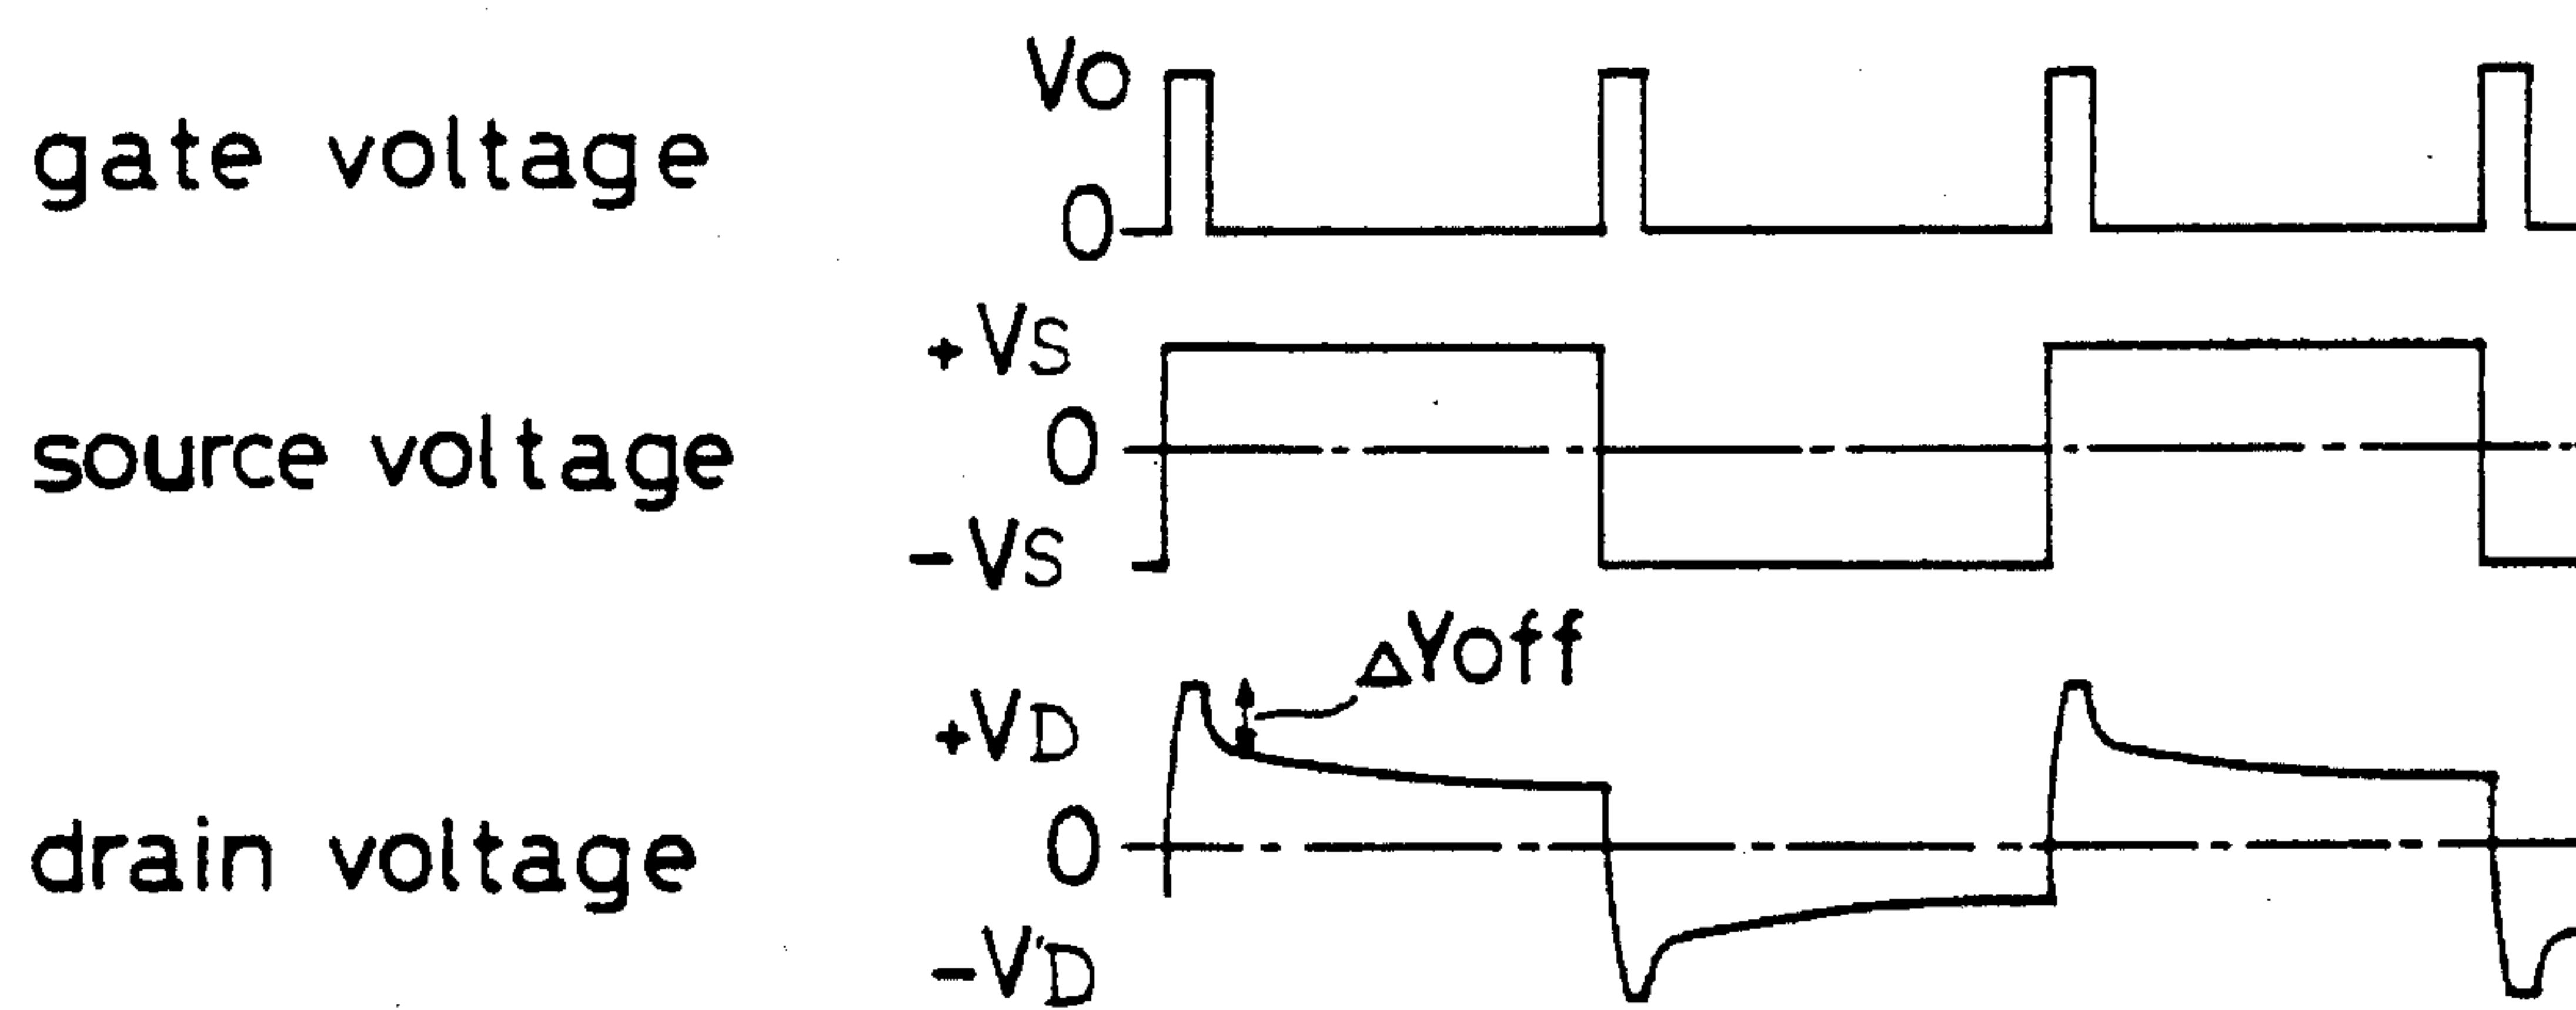 gate voltage
VO
0
source voltage
+VS
0
-VS
ΔYoff
drain voltage
+VD
0
-V'D